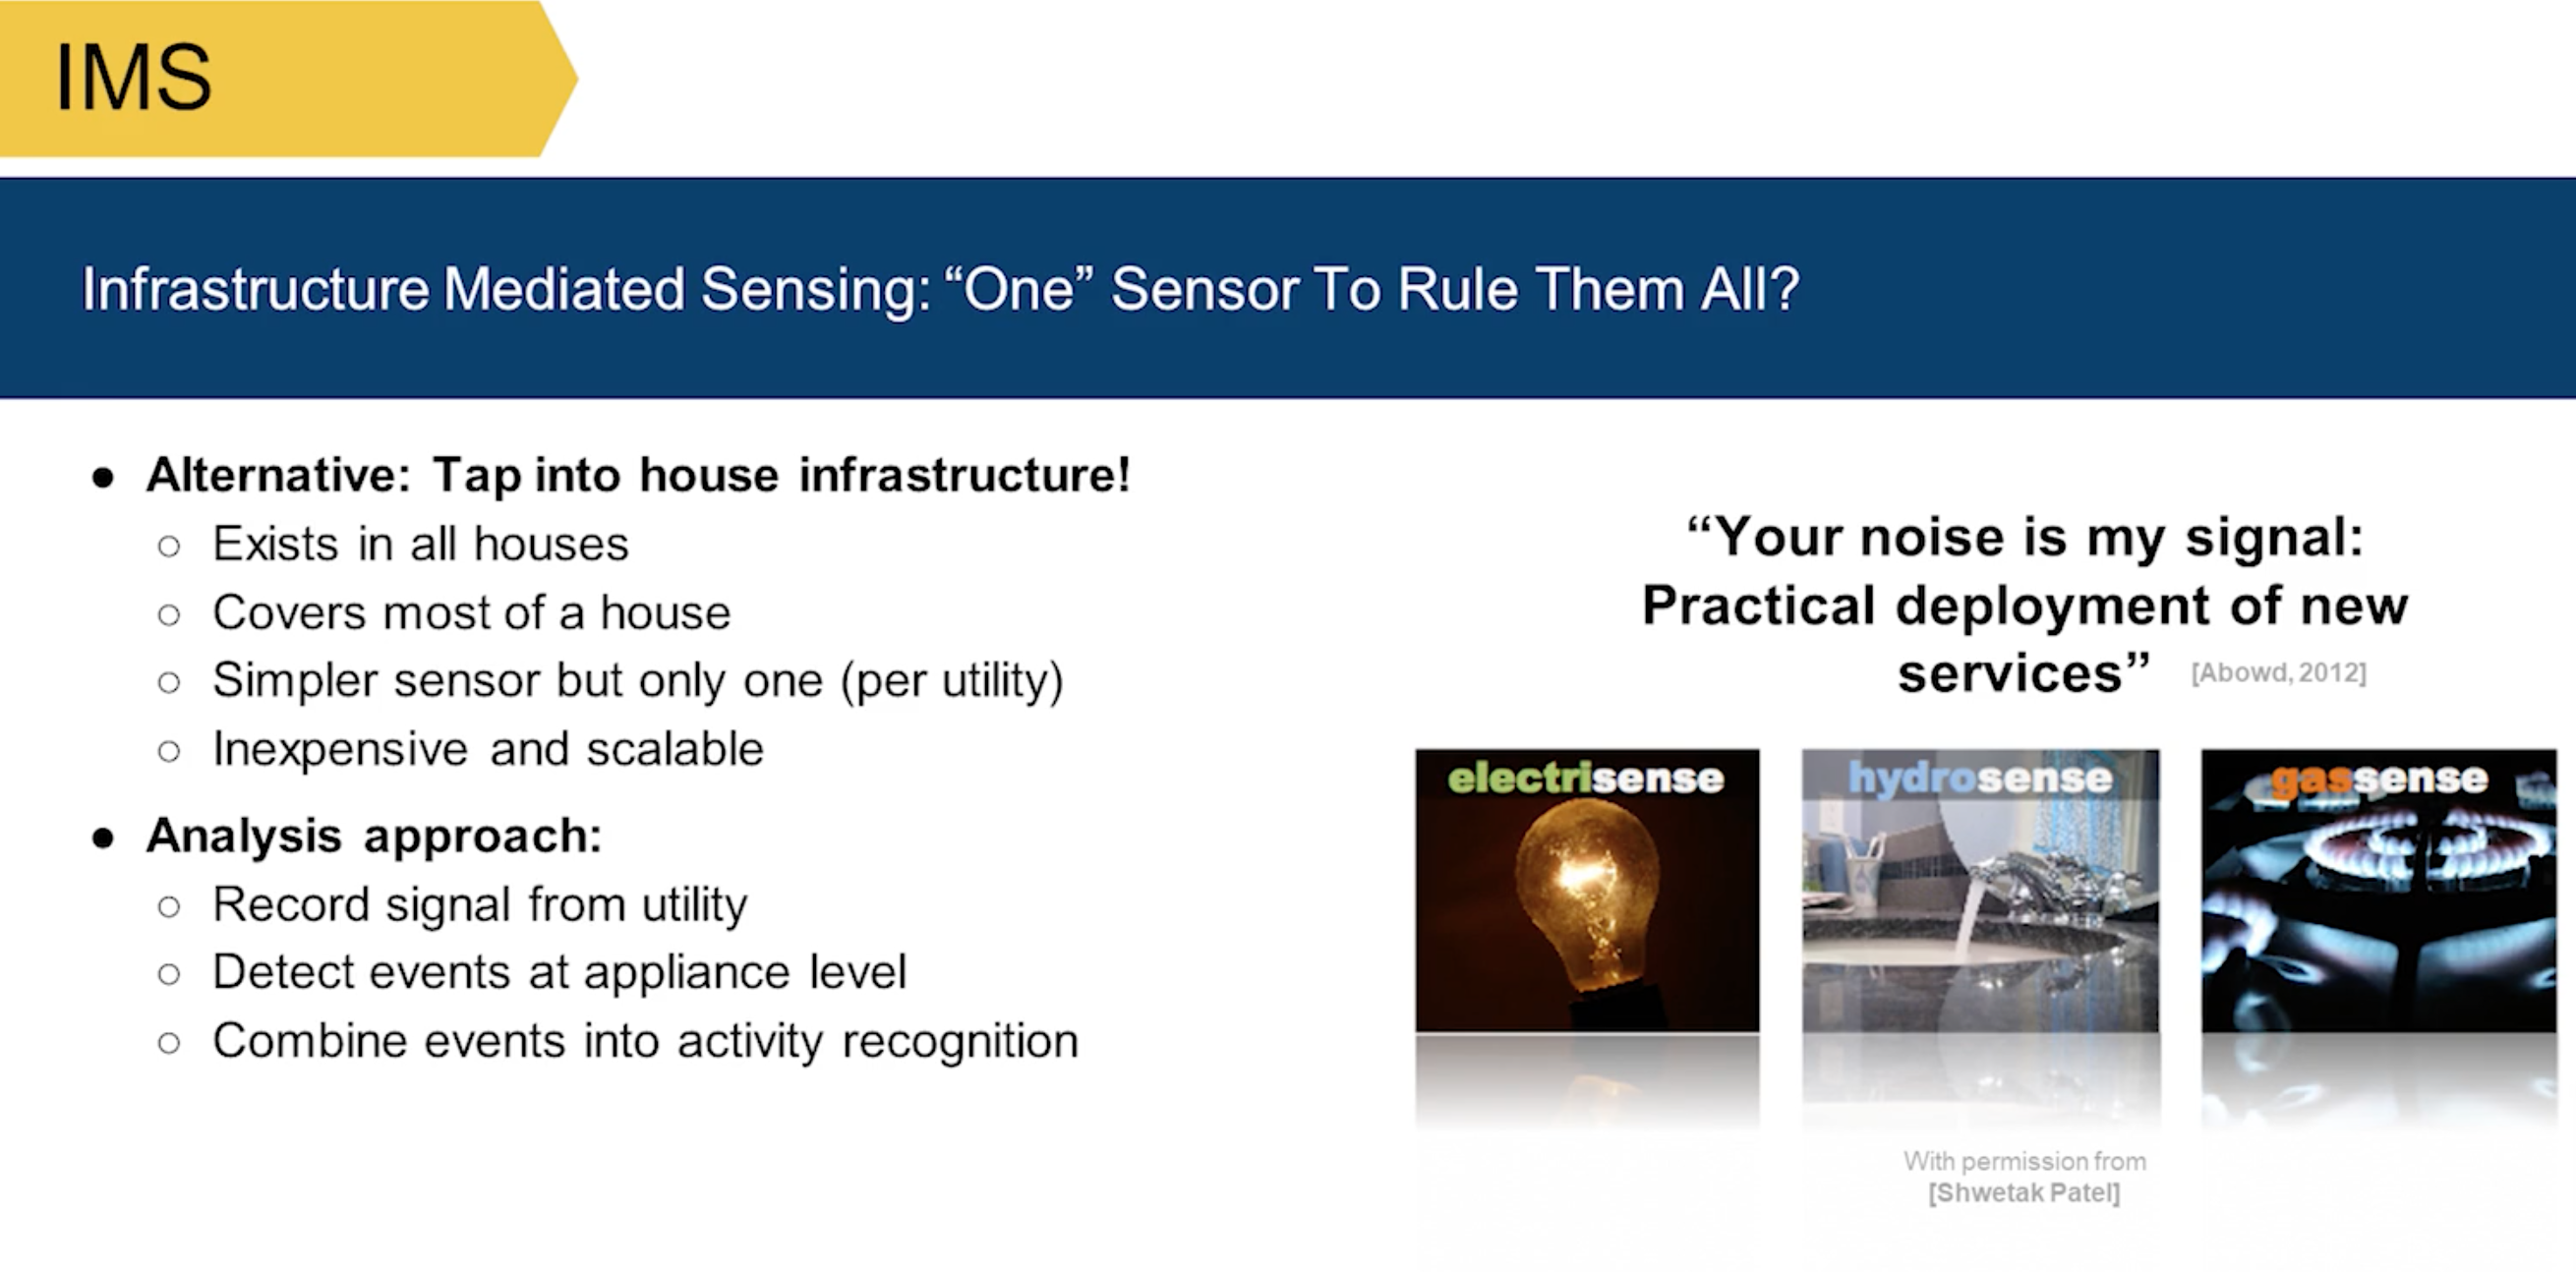 IMS
Infrastructure Mediated Sensing: “One” Sensor To Rule Them All?
● Alternative: Tap into house infrastructure!
○ Exists in all houses
○ Covers most of a house
○ Simpler sensor but only one (per utility)
○ Inexpensive and scalable
● Analysis approach:
○ Record signal from utility
○ Detect events at appliance level
○ Combine events into activity recognition
“Your noise is my signal:
Practical deployment of new
services” [Abowd, 2012]
electrisense
hydrosense
gassense
With permission from
[Shwetak Patel]